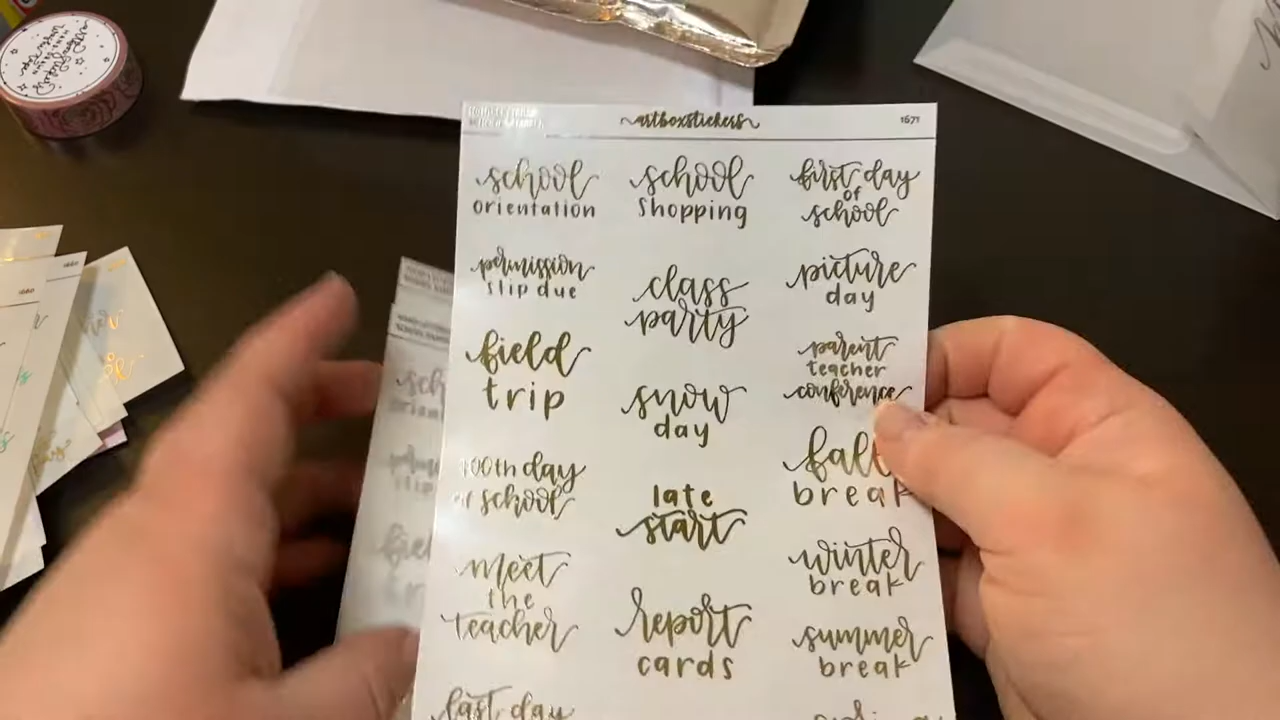 artboxstickers
1671
school
orientation
school
shopping
first day
of
school
permission
slip due
class
party
picture
day
field
trip
parent
teacher
conference
snow
day
100th day
of school
fall
break
late
start
meet
the
teacher
winter
break
report
cards
summer
break
last day